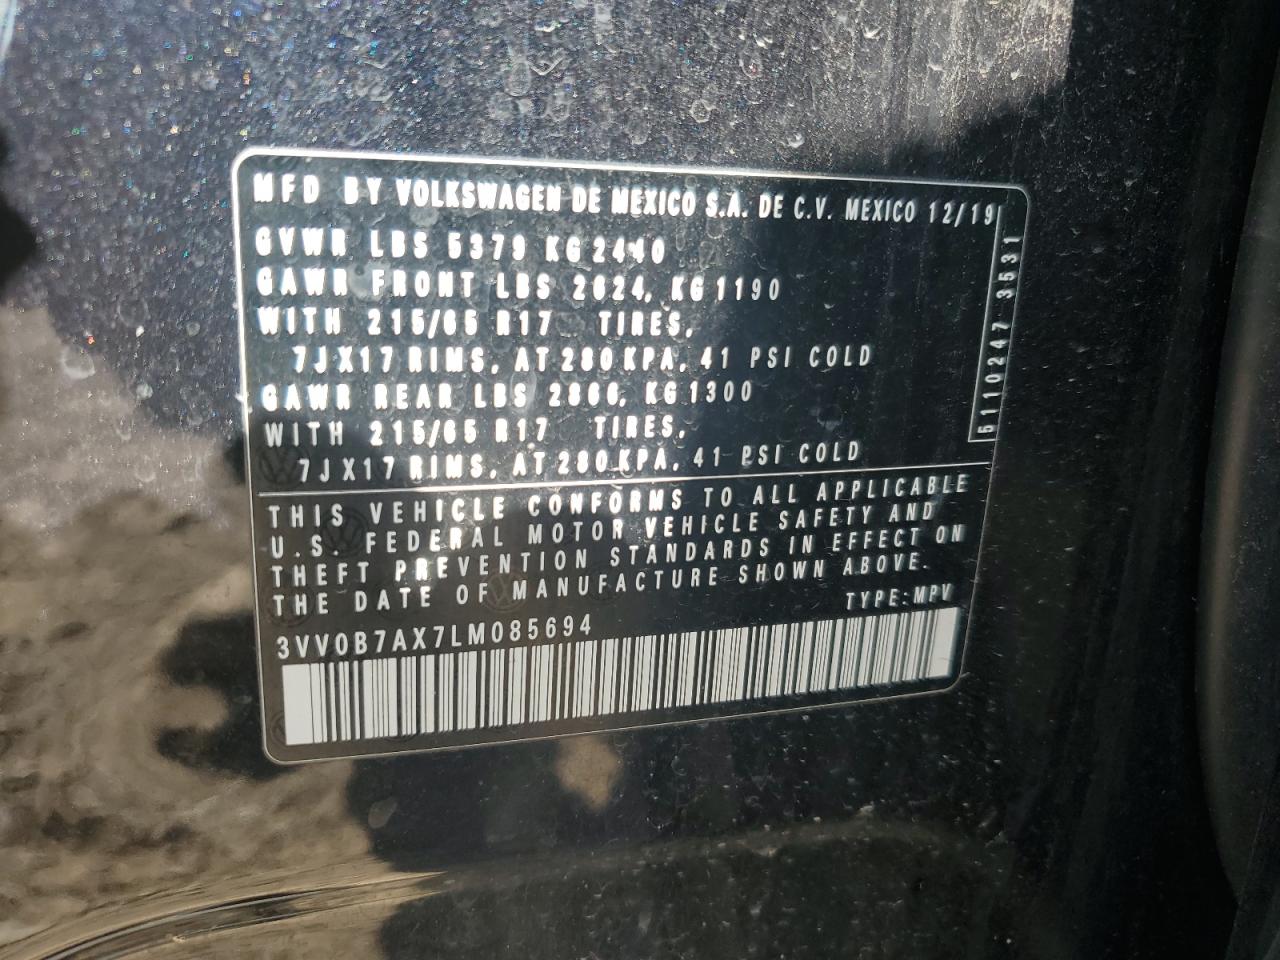 MFD BY VOLKSWAGEN DE MEXICO S.A. DE C.V. MEXICO 12/19
GVWR LBS 5379 KG 2440
GAWR FRONT LBS 2624, KG 1190
WITH 215/65 R17 TIRES,
7JX17 RIMS, AT 280 KPA, 41 PSI COLD
GAWR REAR LBS 2866, KG 1300
WITH 215/65 R17 TIRES,
7JX17 RIMS, AT 280 KPA, 41 PSI COLD
5110247 3531
THIS VEHICLE CONFORMS TO ALL APPLICABLE
U.S. FEDERAL MOTOR VEHICLE SAFETY AND
THEFT PREVENTION STANDARDS IN EFFECT ON
THE DATE OF MANUFACTURE SHOWN ABOVE.
TYPE: MPV
3VV0B7AX7LM085694